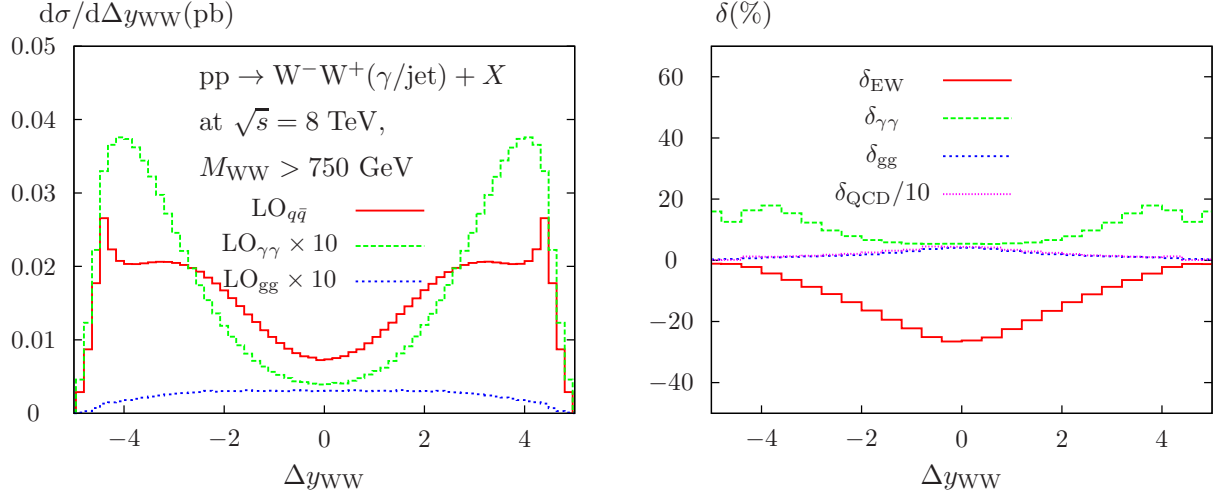 dσ/dΔy_WW(pb)
0.05
0.04
0.03
0.02
0.01
0
pp → W⁻W⁺(γ/jet) + X
at √s = 8 TeV,
M_WW > 750 GeV
LO_qq̄
LO_γγ × 10
LO_gg × 10
−4 −2 0 2 4
Δy_WW
δ(%)
60
40
20
0
−20
−40
δ_EW
δ_γγ
δ_gg
δ_QCD/10
−4 −2 0 2 4
Δy_WW